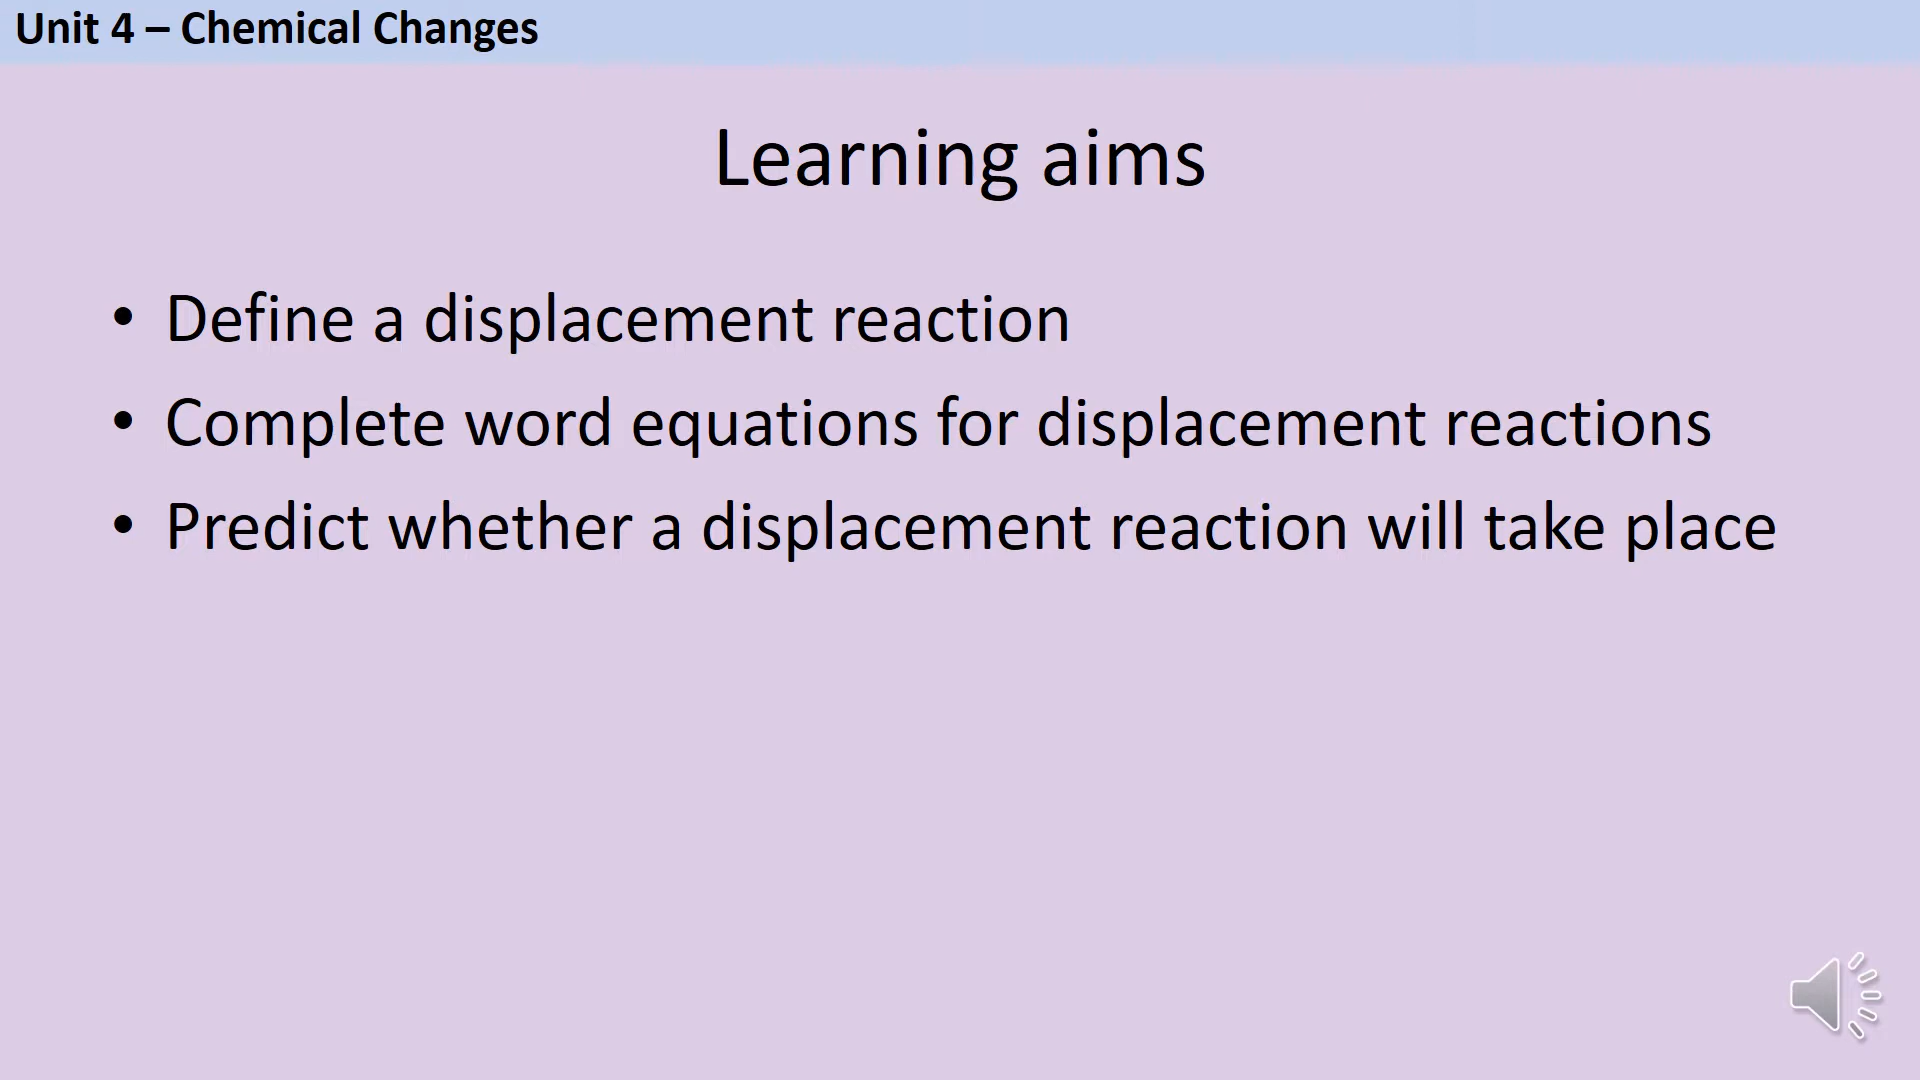 Unit 4 – Chemical Changes
Learning aims
• Define a displacement reaction
• Complete word equations for displacement reactions
• Predict whether a displacement reaction will take place